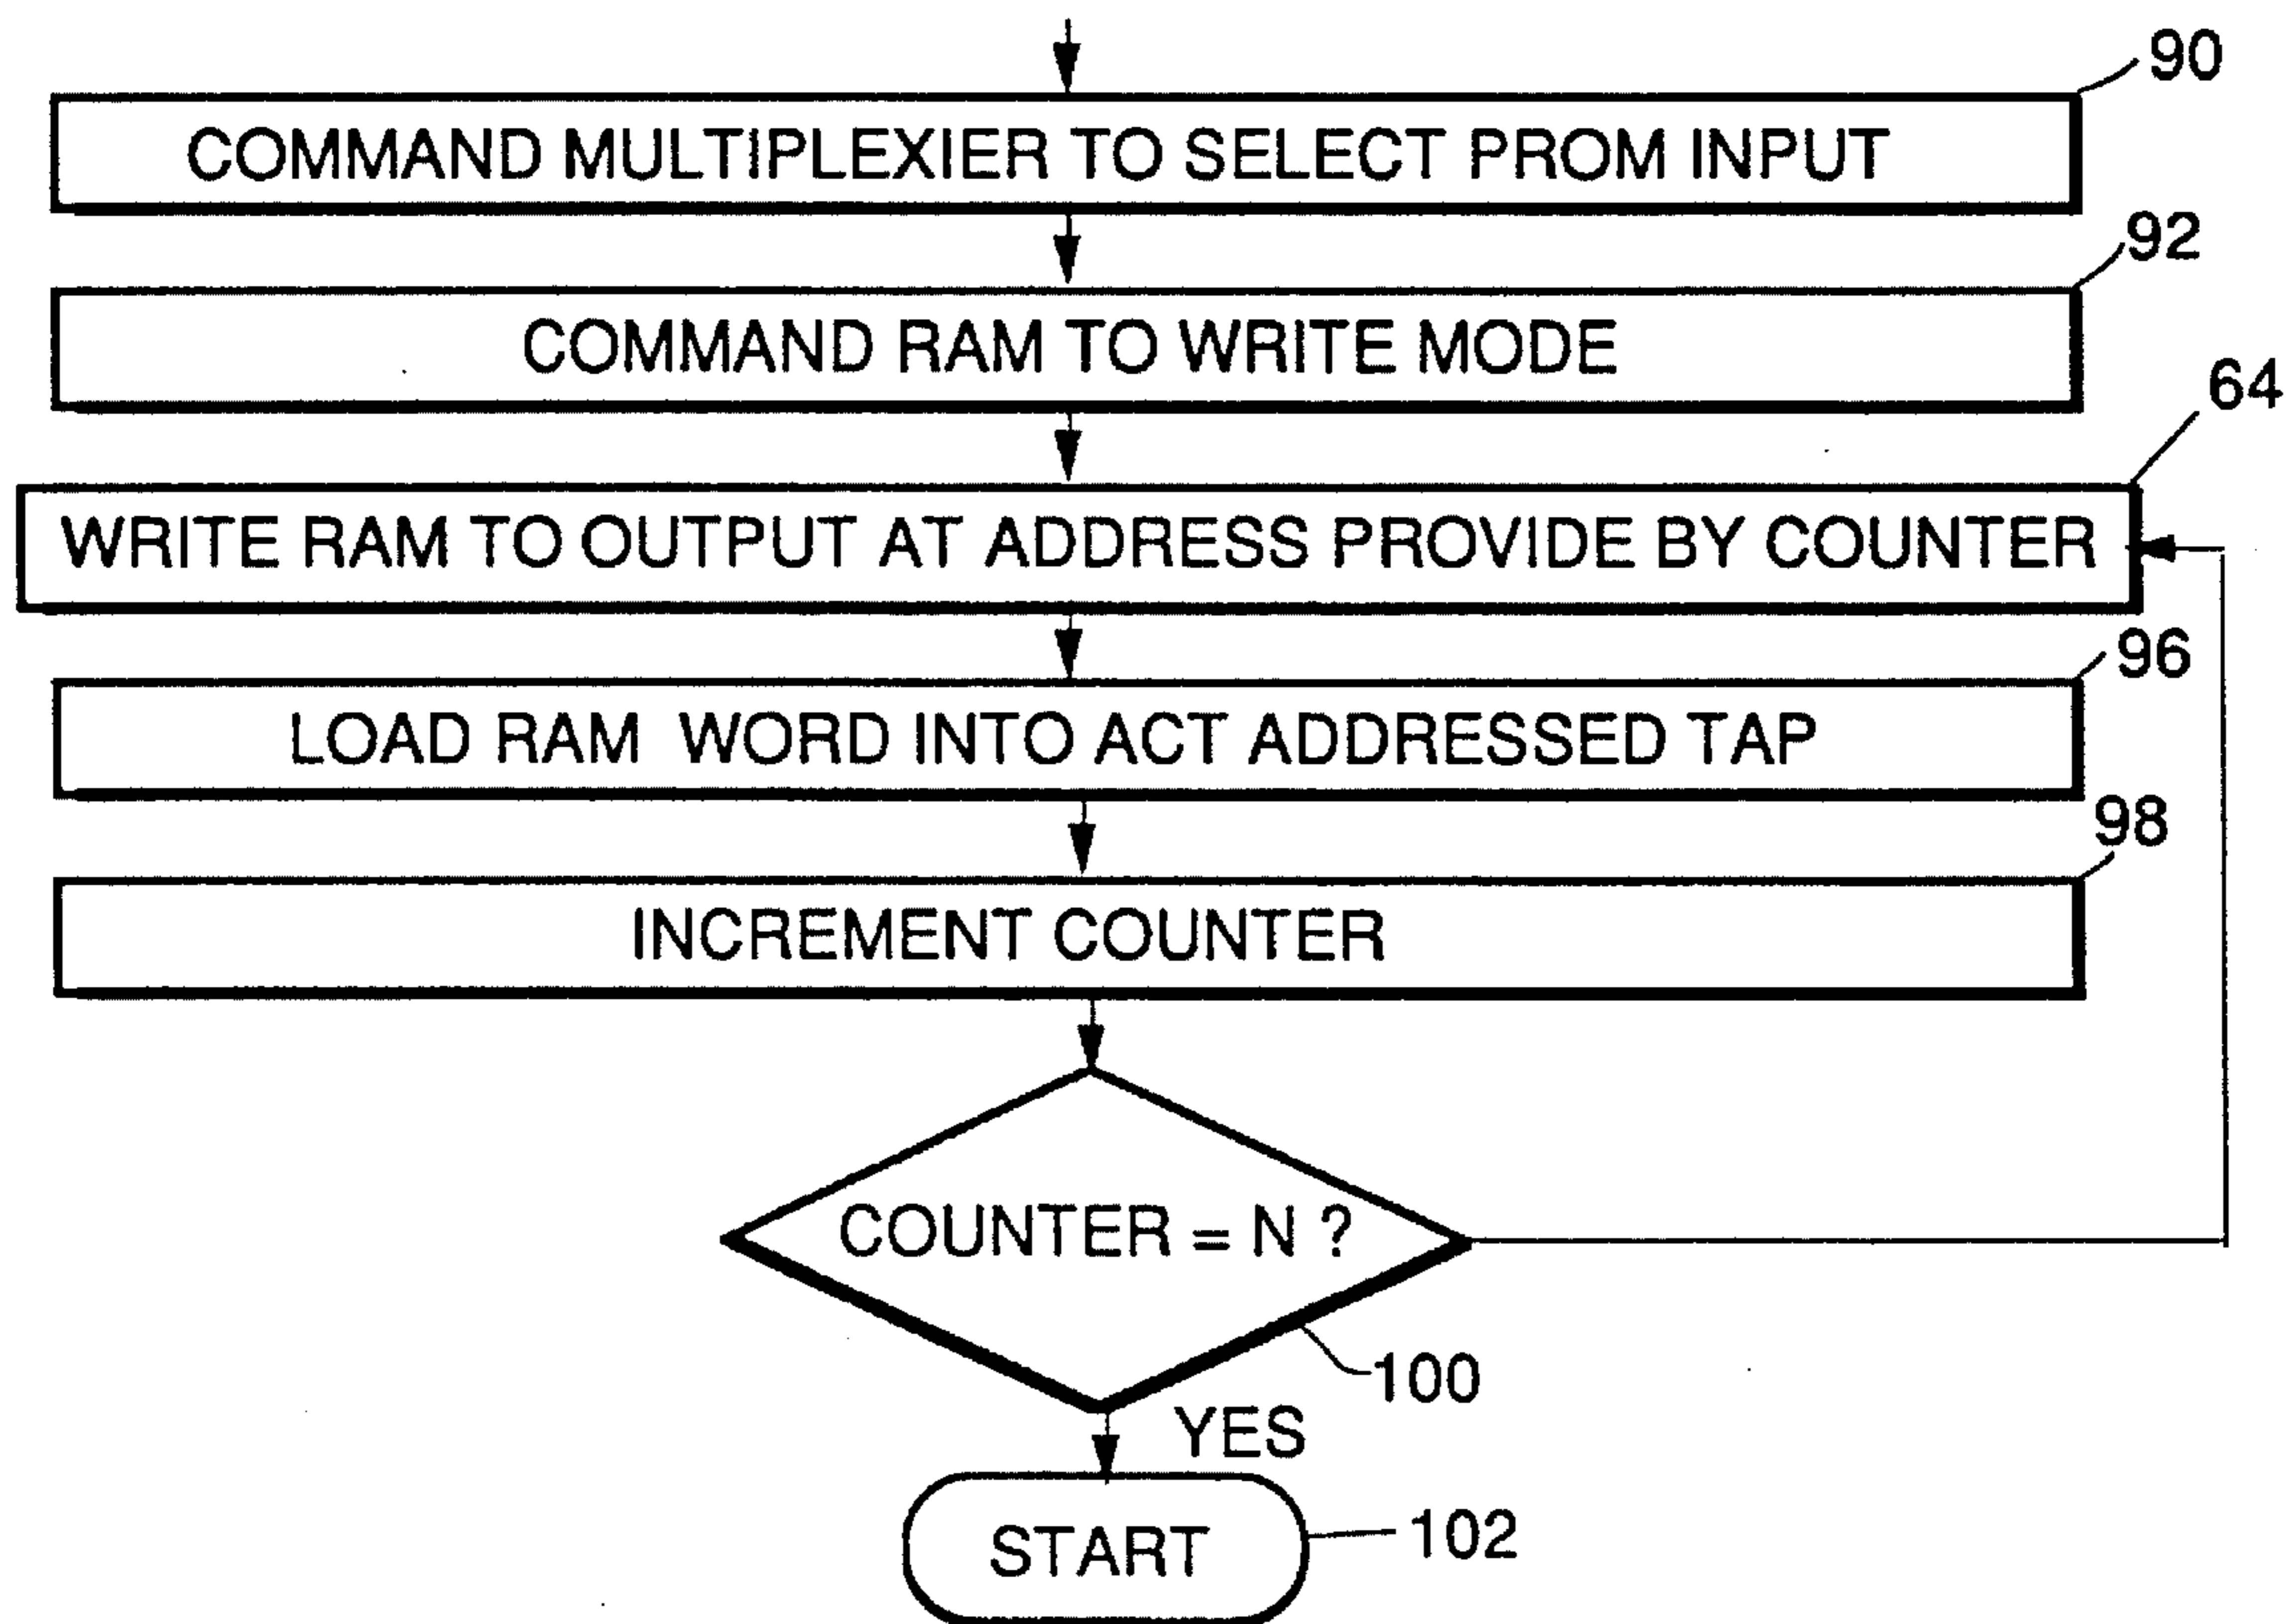 90
COMMAND MULTIPLEXIER TO SELECT PROM INPUT
92
COMMAND RAM TO WRITE MODE
64
WRITE RAM TO OUTPUT AT ADDRESS PROVIDE BY COUNTER
96
LOAD RAM WORD INTO ACT ADDRESSED TAP
98
INCREMENT COUNTER
COUNTER = N ?
100
YES
START
102